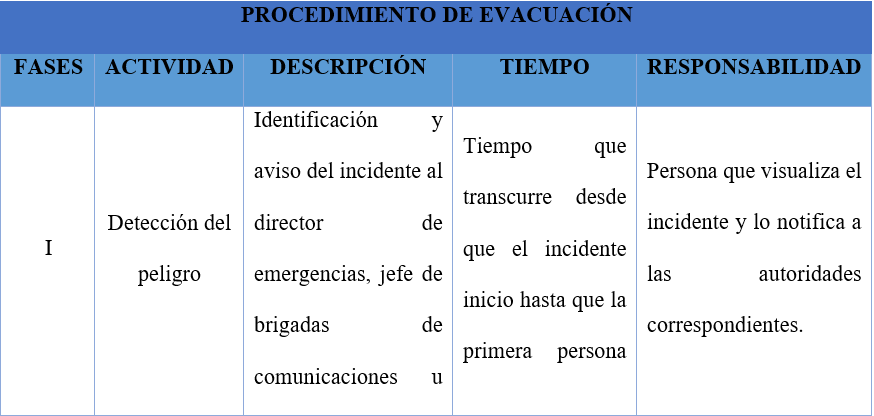 PROCEDIMIENTO DE EVACUACIÓN
FASES ACTIVIDAD DESCRIPCIÓN TIEMPO RESPONSABILIDAD
I
Detección del
peligro
Identificación y
aviso del incidente al
director de
emergencias, jefe de
brigadas de
comunicaciones u
Tiempo que
transcurre desde
que el incidente
inicio hasta que la
primera persona
Persona que visualiza el
incidente y lo notifica a
las autoridades
correspondientes.